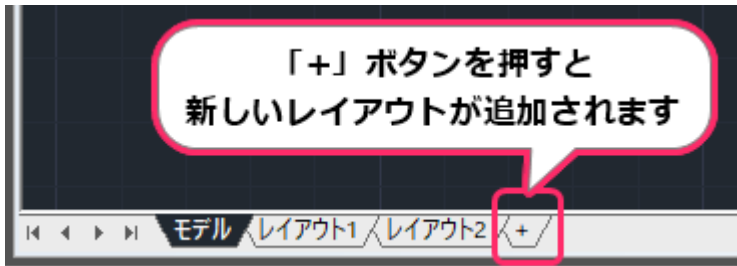 「+」ボタンを押すと
新しいレイアウトが追加されます
モデル レイアウト1 レイアウト2 +